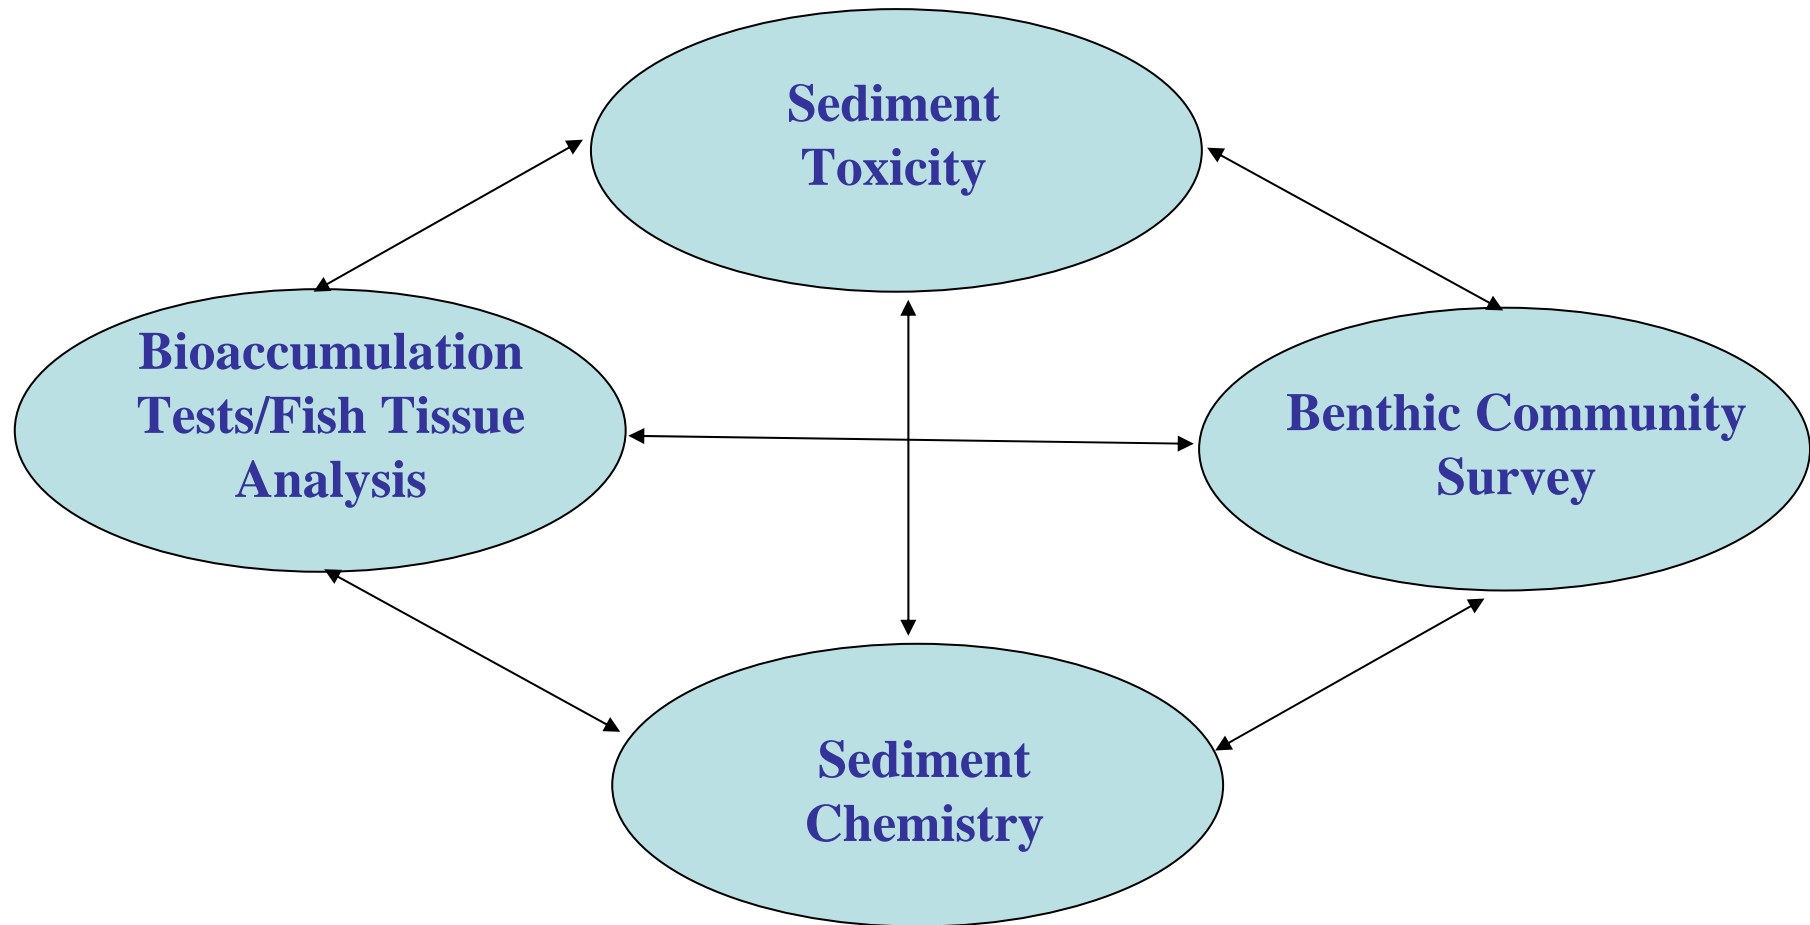 Sediment
Toxicity
Bioaccumulation
Tests/Fish Tissue
Analysis
Benthic Community
Survey
Sediment
Chemistry